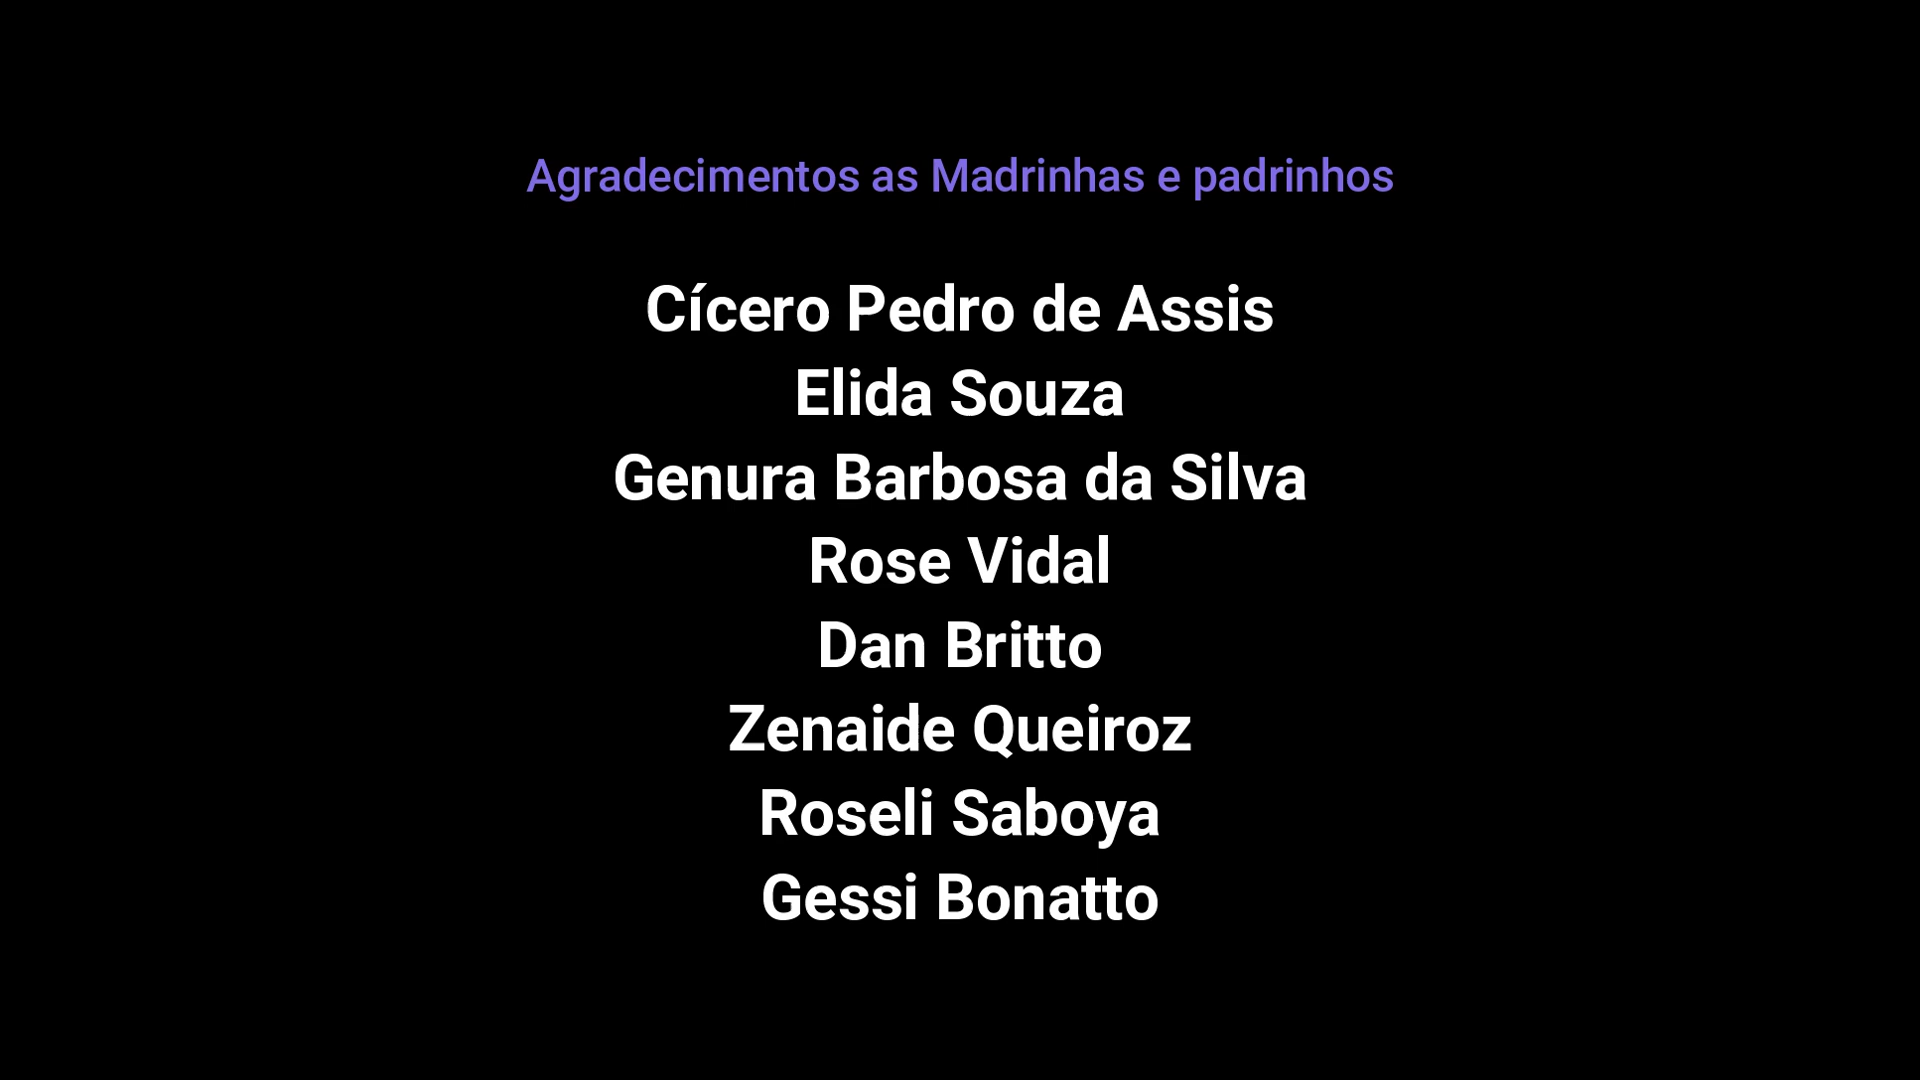 Agradecimentos as Madrinhas e padrinhos
Cícero Pedro de Assis
Elida Souza
Genura Barbosa da Silva
Rose Vidal
Dan Britto
Zenaide Queiroz
Roseli Saboya
Gessi Bonatto